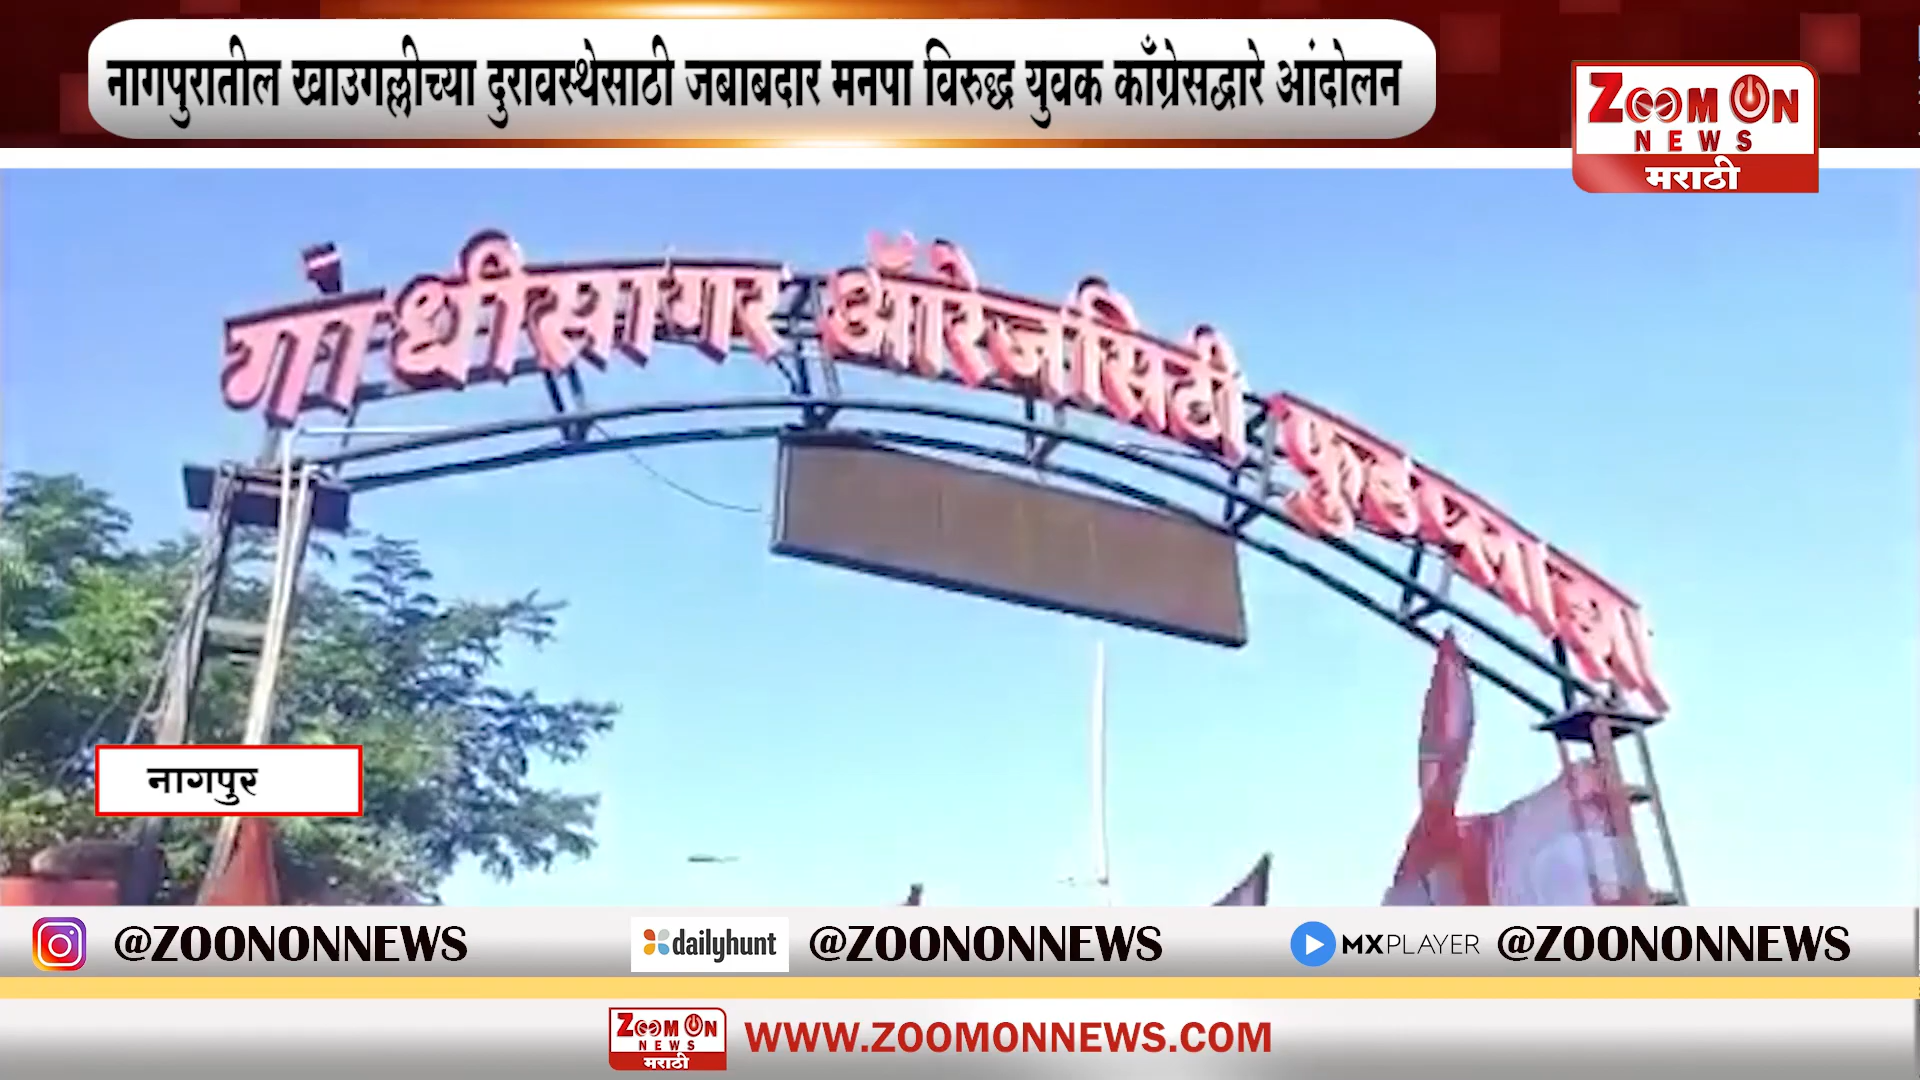 नागपुरातील खाउगल्लीच्या दुरावस्थेसाठी जबाबदार मनपा विरुद्ध युवक काँग्रेसद्वारे आंदोलन
ZOOM ON
NEWS
मराठी
गांधीसागर ऑरेंजसिटी फुड प्लाझा
नागपुर
@ZOONONNEWS
dailyhunt @ZOONONNEWS
MXPLAYER @ZOONONNEWS
ZOOM ON
NEWS
मराठी
WWW.ZOOMONNEWS.COM